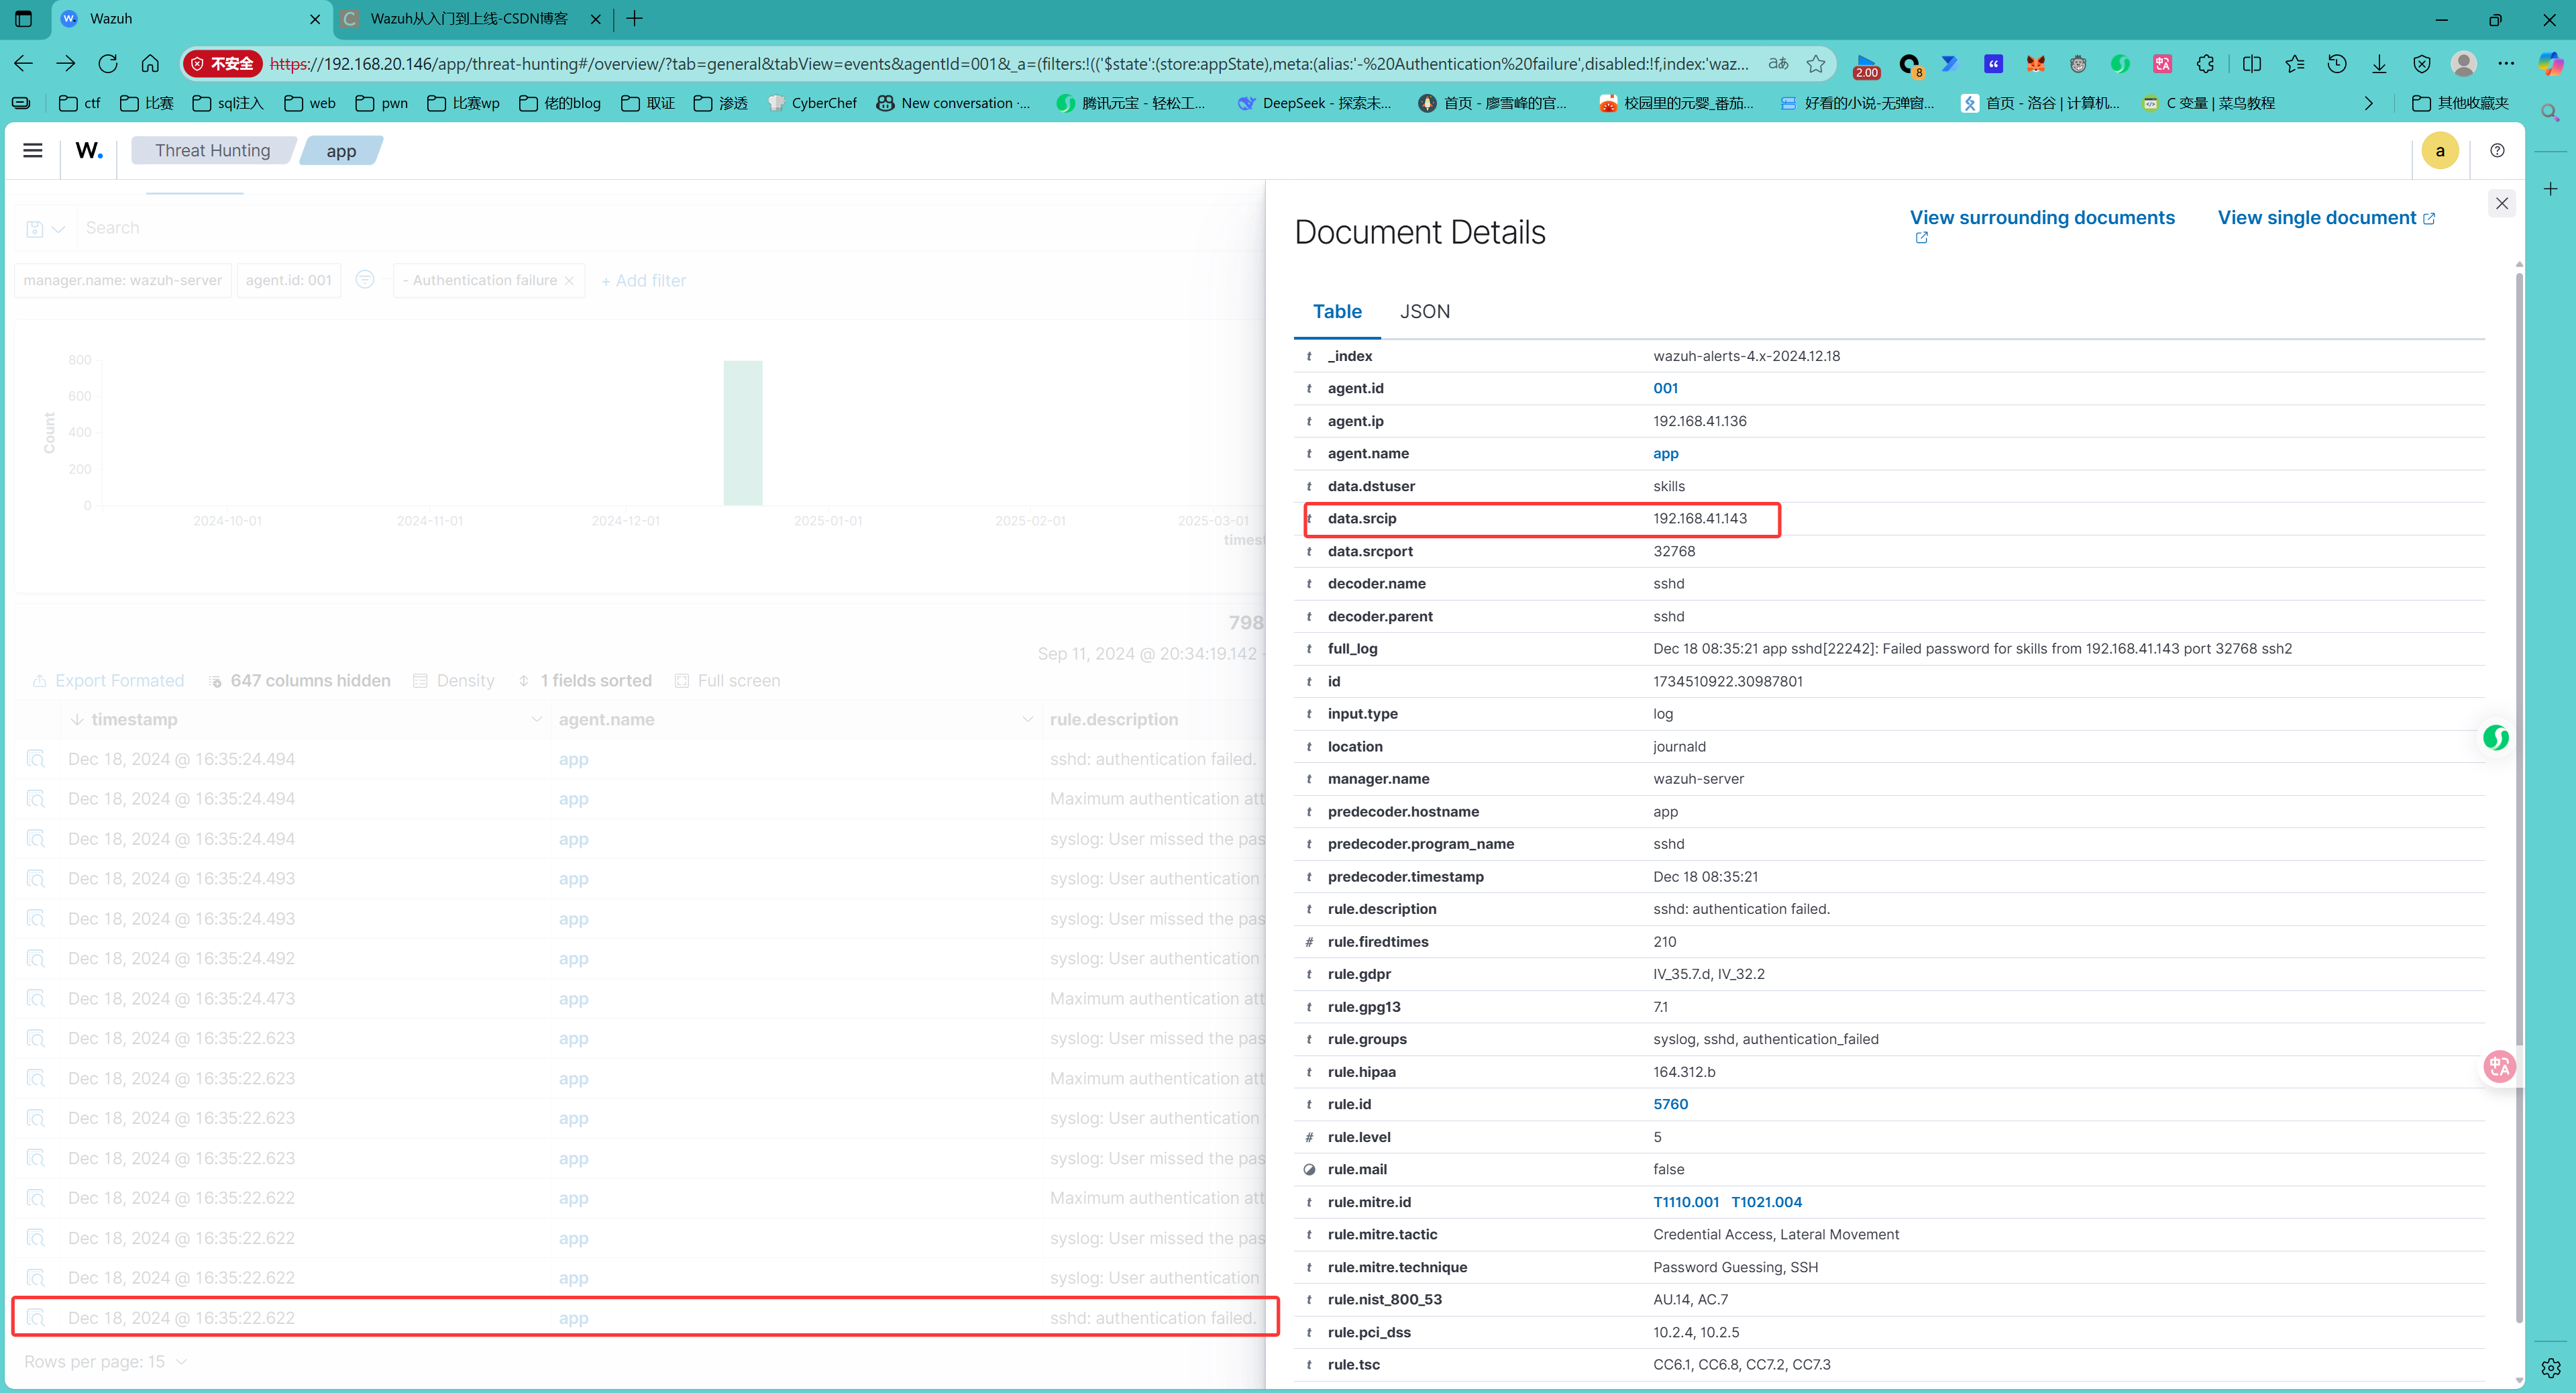 Wazuh
Wazuh从入门到上线-CSDN博客
不安全
https://192.168.20.146/app/threat-hunting#/overview/?tab=general&tabView=events&agentId=001&_a=(filters:!(('$state':(store:appState),meta:(alias:'-%20Authentication%20failure',disabled:!f,index:'waz...
2.00
8
ctf
比赛
sql注入
web
pwn
比赛wp
佬的blog
取证
渗透
CyberChef
New conversation ·...
腾讯元宝 - 轻松工...
DeepSeek - 探索未...
首页 - 廖雪峰的官...
校园里的元婴_番茄...
好看的小说-无弹窗...
首页 - 洛谷 | 计算机...
C 变量 | 菜鸟教程
其他收藏夹
W.
Threat Hunting
app
a
Search
manager.name: wazuh-server
agent.id: 001
- Authentication failure
+ Add filter
Count
800
600
400
200
0
2024-10-01
2024-11-01
2024-12-01
2025-01-01
2025-02-01
2025-03-01
timest
798
Sep 11, 2024 @ 20:34:19.142 -
Export Formated
647 columns hidden
Density
1 fields sorted
Full screen
timestamp agent.name rule.description
Dec 18, 2024 @ 16:35:24.494 app sshd: authentication failed.
Dec 18, 2024 @ 16:35:24.494 app Maximum authentication att
Dec 18, 2024 @ 16:35:24.494 app syslog: User missed the pas
Dec 18, 2024 @ 16:35:24.493 app syslog: User authentication
Dec 18, 2024 @ 16:35:24.493 app syslog: User missed the pas
Dec 18, 2024 @ 16:35:24.492 app syslog: User authentication
Dec 18, 2024 @ 16:35:24.473 app Maximum authentication att
Dec 18, 2024 @ 16:35:22.623 app syslog: User missed the pas
Dec 18, 2024 @ 16:35:22.623 app Maximum authentication att
Dec 18, 2024 @ 16:35:22.623 app syslog: User authentication
Dec 18, 2024 @ 16:35:22.623 app syslog: User missed the pas
Dec 18, 2024 @ 16:35:22.622 app Maximum authentication att
Dec 18, 2024 @ 16:35:22.622 app syslog: User missed the pas
Dec 18, 2024 @ 16:35:22.622 app syslog: User authentication
Dec 18, 2024 @ 16:35:22.622 app sshd: authentication failed.
Rows per page: 15
Document Details
View surrounding documents
View single document
Table
JSON
t _index wazuh-alerts-4.x-2024.12.18
t agent.id 001
t agent.ip 192.168.41.136
t agent.name app
t data.dstuser skills
t data.srcip 192.168.41.143
t data.srcport 32768
t decoder.name sshd
t decoder.parent sshd
t full_log Dec 18 08:35:21 app sshd[22242]: Failed password for skills from 192.168.41.143 port 32768 ssh2
t id 1734510922.30987801
t input.type log
t location journald
t manager.name wazuh-server
t predecoder.hostname app
t predecoder.program_name sshd
t predecoder.timestamp Dec 18 08:35:21
t rule.description sshd: authentication failed.
# rule.firedtimes 210
t rule.gdpr IV_35.7.d, IV_32.2
t rule.gpg13 7.1
t rule.groups syslog, sshd, authentication_failed
t rule.hipaa 164.312.b
t rule.id 5760
# rule.level 5
rule.mail false
t rule.mitre.id T1110.001 T1021.004
t rule.mitre.tactic Credential Access, Lateral Movement
t rule.mitre.technique Password Guessing, SSH
t rule.nist_800_53 AU.14, AC.7
t rule.pci_dss 10.2.4, 10.2.5
t rule.tsc CC6.1, CC6.8, CC7.2, CC7.3